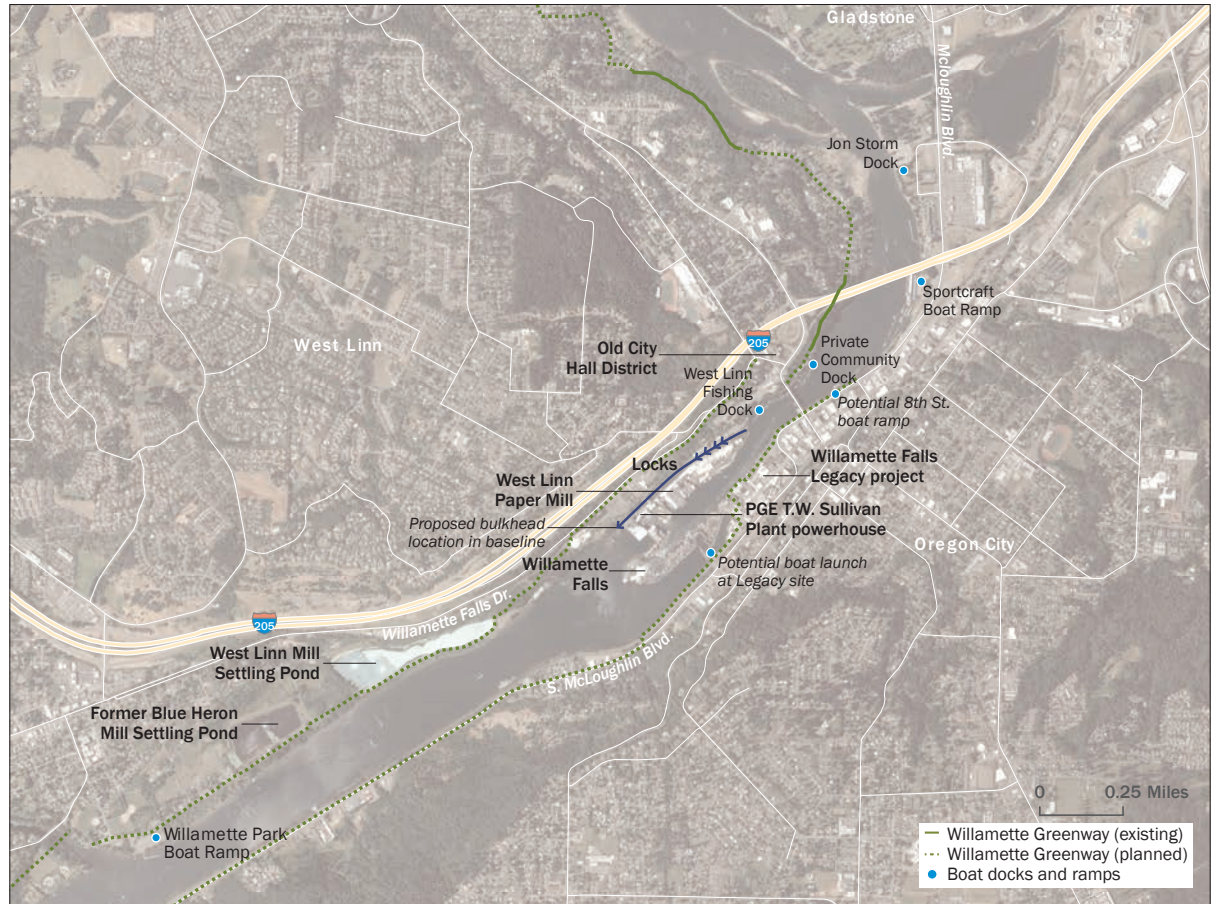 Gladstone
Mcloughlin Blvd
Jon Storm
Dock
Sportcraft
Boat Ramp
West Linn
205
Old City
Hall District
Private
Community
Dock
West Linn
Fishing
Dock
Potential 8th St.
boat ramp
Locks
Willamette Falls
Legacy project
West Linn
Paper Mill
PGE T.W. Sullivan
Plant powerhouse
Proposed bulkhead
location in baseline
Oregon City
Willamette
Falls
Potential boat launch
at Legacy site
205
Willamette Falls Dr.
West Linn Mill
Settling Pond
S. McLoughlin Blvd.
Former Blue Heron
Mill Settling Pond
0 0.25 Miles
Willamette Park
Boat Ramp
Willamette Greenway (existing)
Willamette Greenway (planned)
Boat docks and ramps